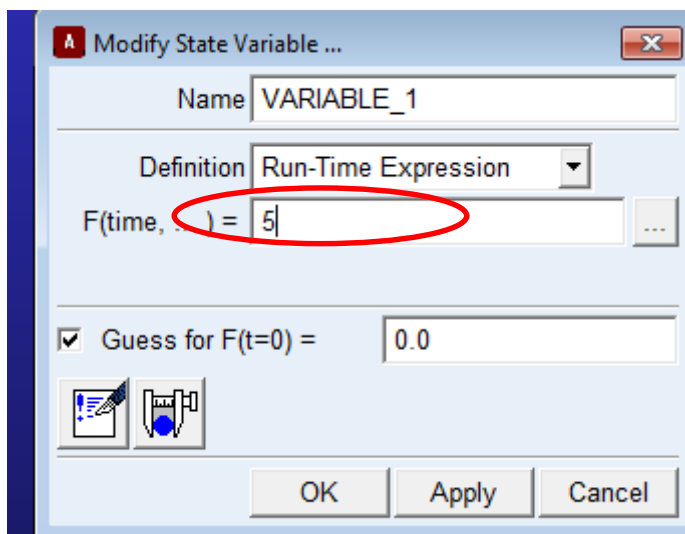 A Modify State Variable ...
Name VARIABLE_1
Definition Run-Time Expression
F(time, ... ) = 5 ...
Guess for F(t=0) = 0.0
OK Apply Cancel